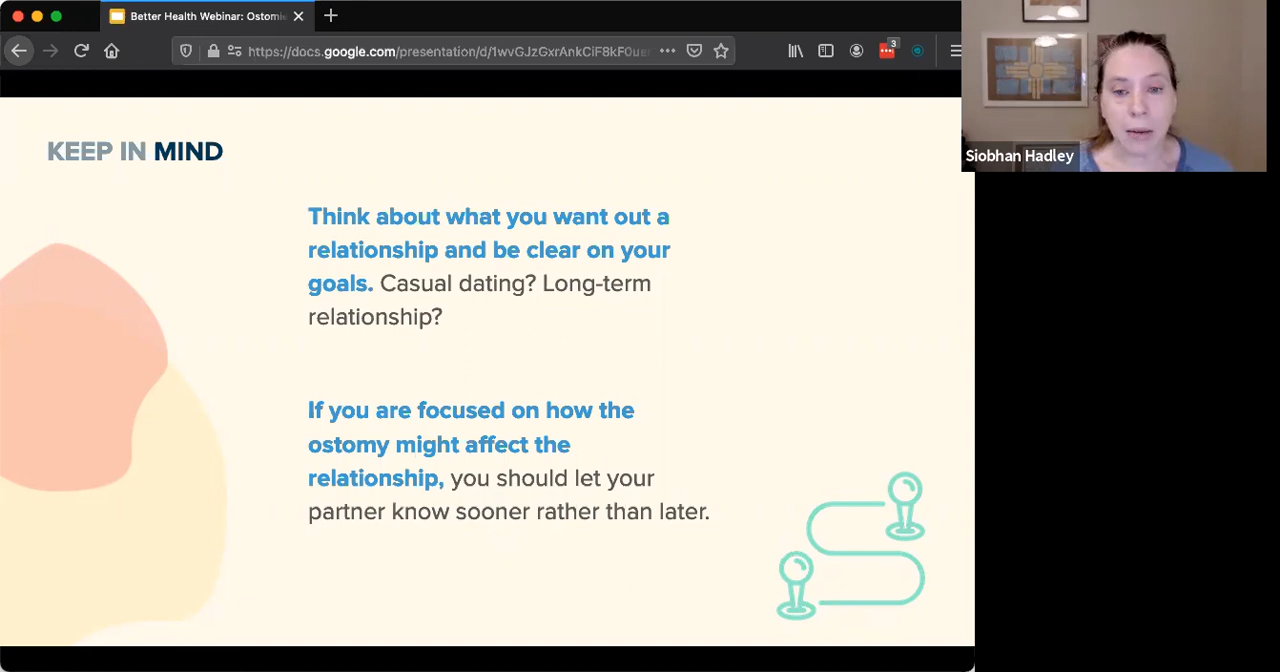 Better Health Webinar: Ostomi
https://docs.google.com/presentation/d/1wvGJzGxrAnkCiF8kF0ue
3
Siobhan Hadley
KEEP IN MIND
Think about what you want out a
relationship and be clear on your
goals. Casual dating? Long-term
relationship?
If you are focused on how the
ostomy might affect the
relationship, you should let your
partner know sooner rather than later.